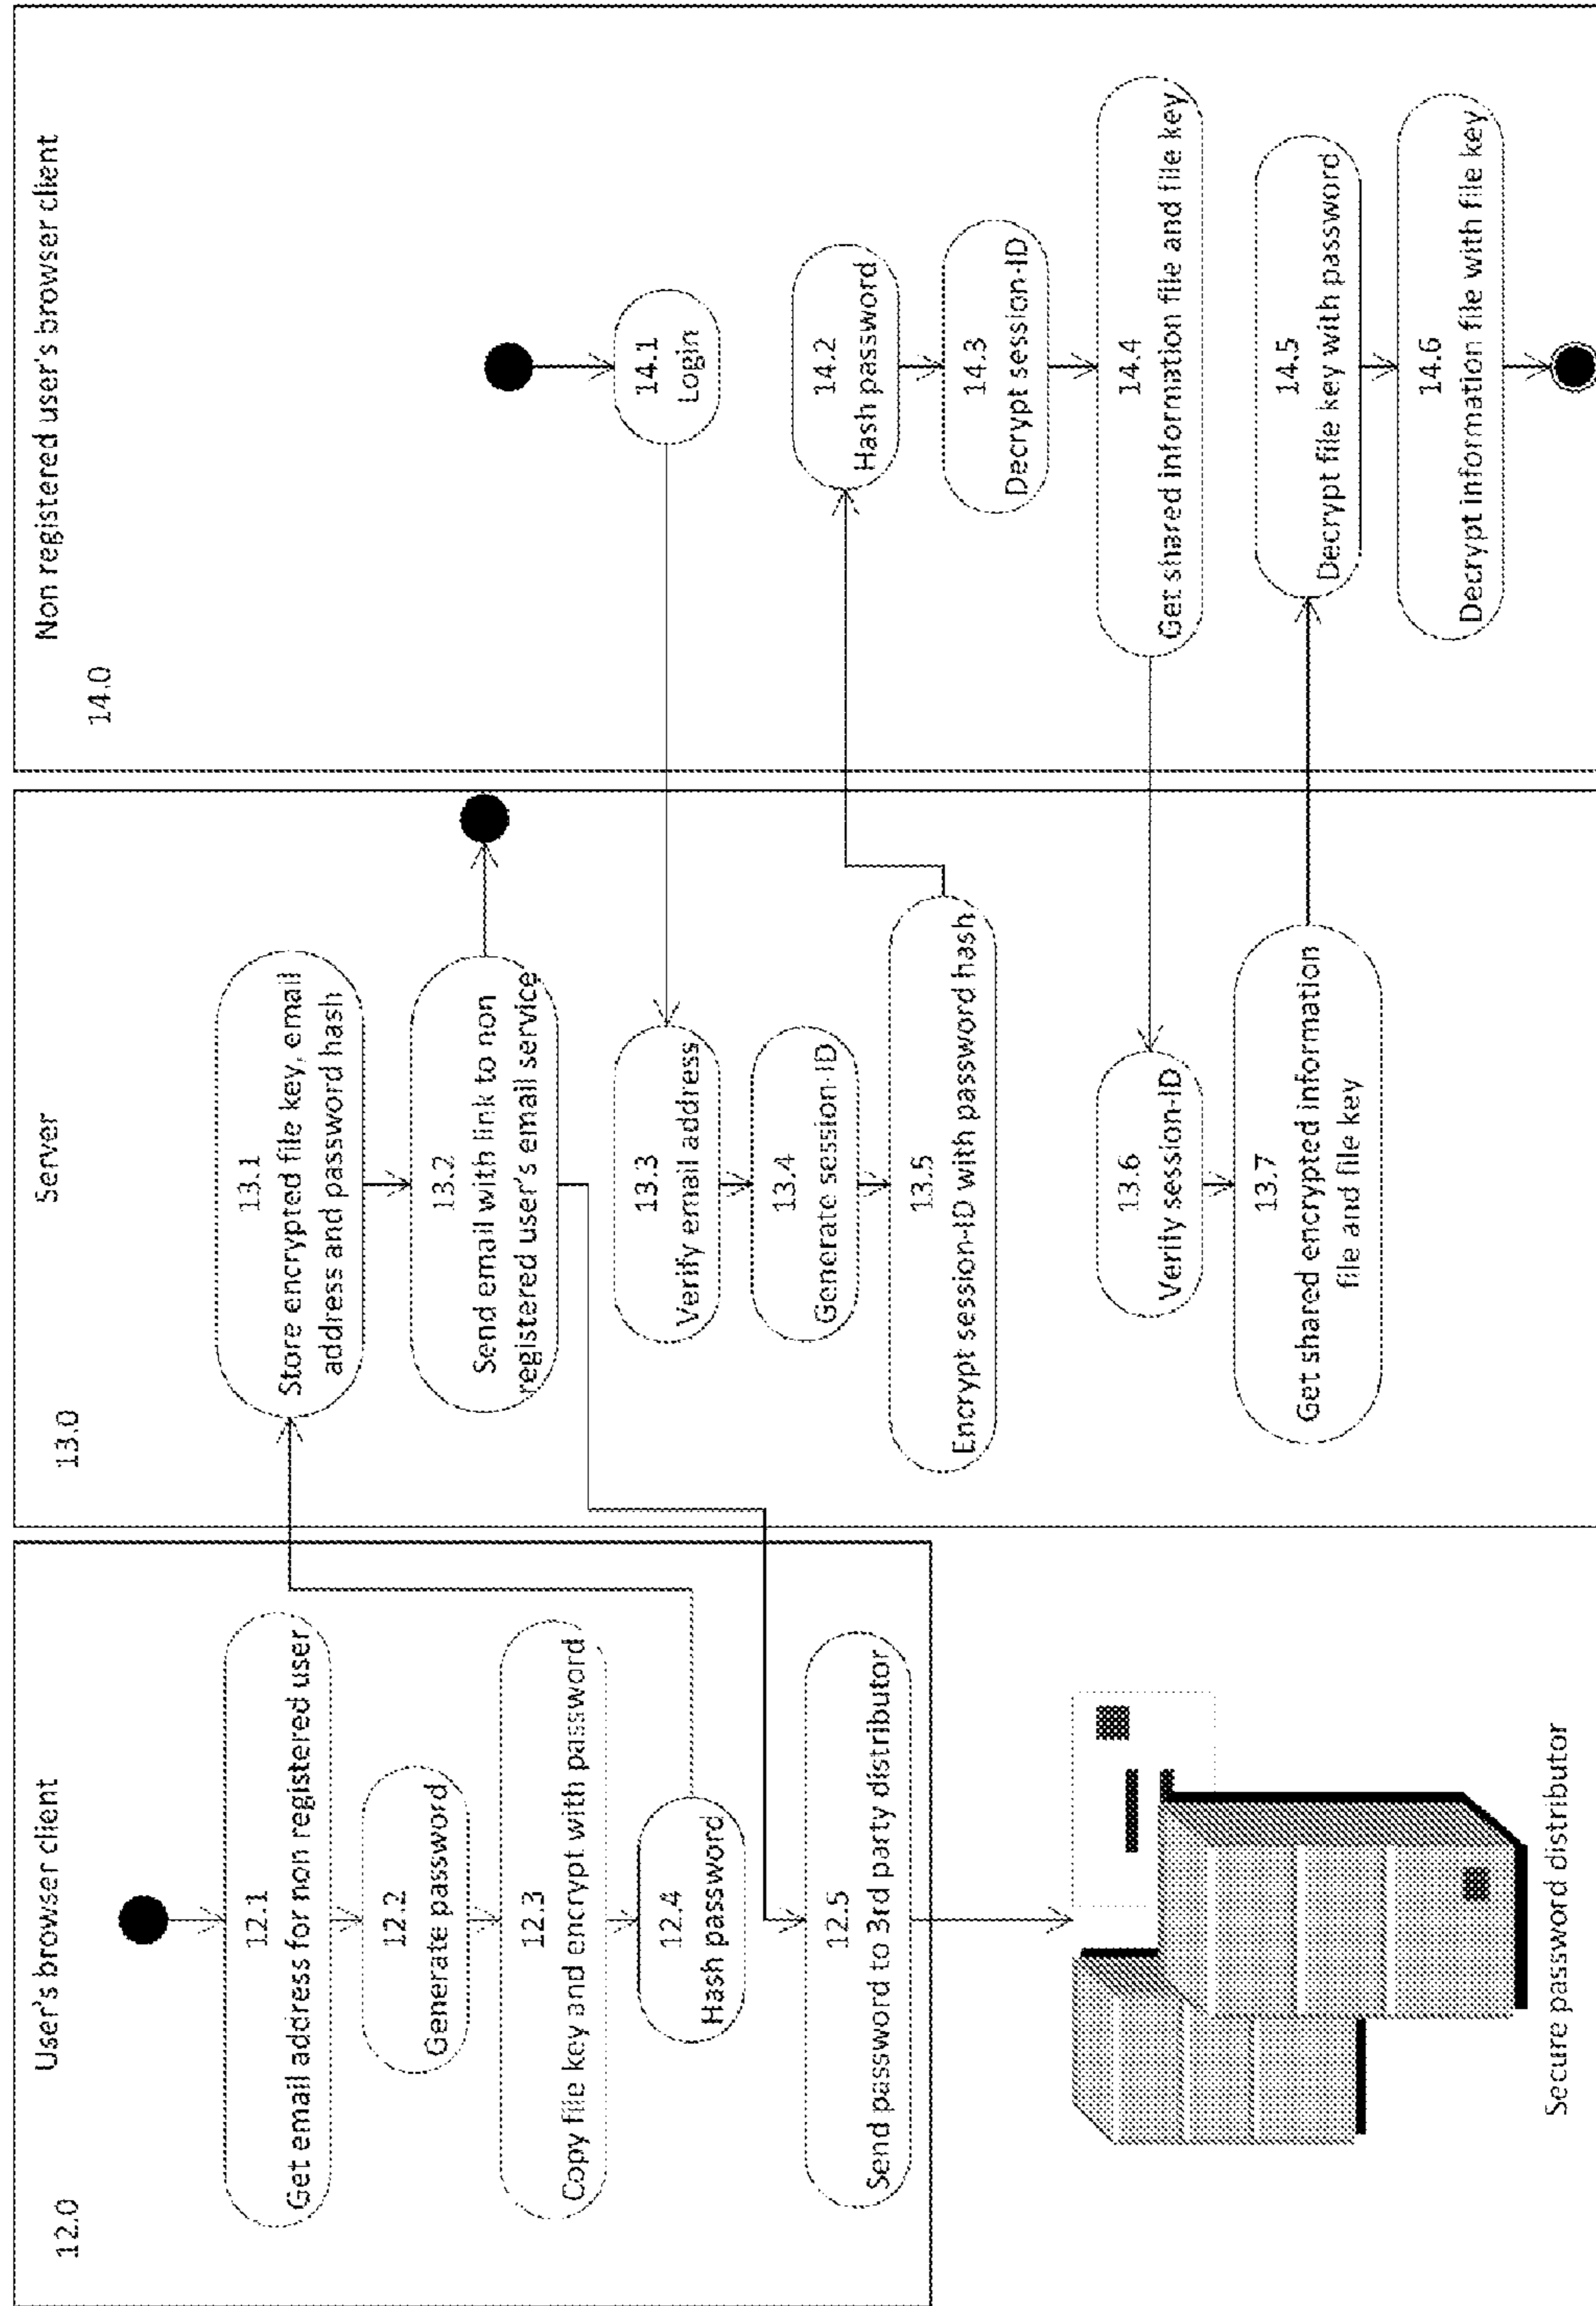 User's browser client
12.0
12.1
Get email address for non registered user
12.2
Generate password
12.3
Copy file key and encrypt with password
12.4
Hash password
12.5
Send password to 3rd party distributor
Secure password distributor
Server
13.0
13.1
Store encrypted file key, email
address and password hash
13.2
Send email with link to non
registered user's email service
13.3
Verify email address
13.4
Generate session-ID
13.5
Encrypt session-ID with password hash
13.6
Verify session-ID
13.7
Get shared encrypted information
file and file key
Non registered user's browser client
14.0
14.1
Login
14.2
Hash password
14.3
Decrypt session-ID
14.4
Get shared information file and file key
14.5
Decrypt file key with password
14.6
Decrypt information file with file key